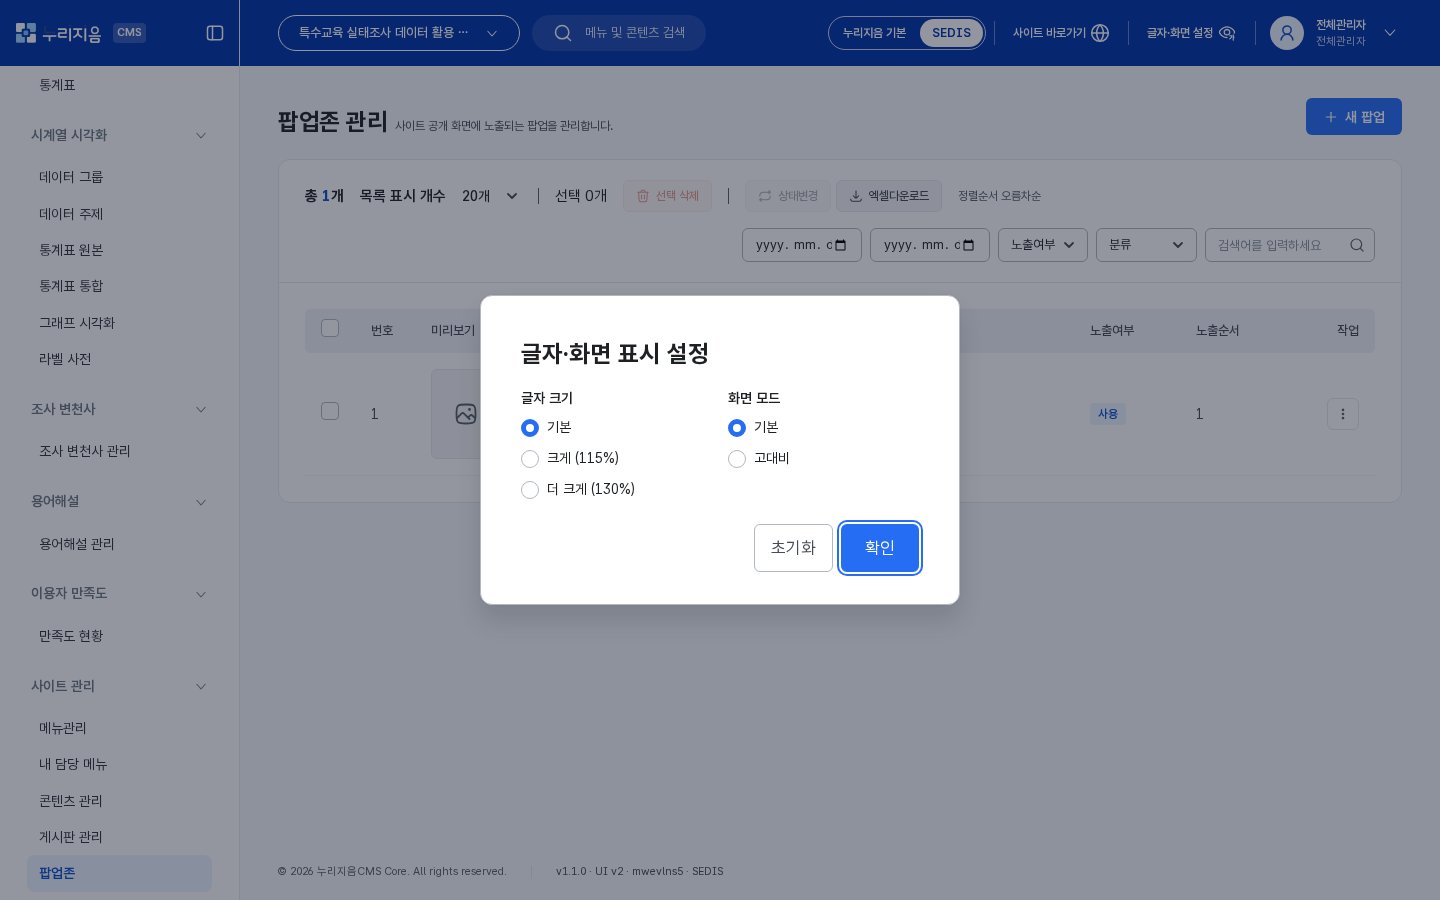 누리지음 CMS
특수교육 실태조사 데이터 활용 ···
메뉴 및 콘텐츠 검색
누리지음 기본
SEDIS
사이트 바로가기
글자·화면 설정
전체관리자
전체관리자
통계표
시계열 시각화
데이터 그룹
데이터 주제
통계표 원본
통계표 통합
그래프 시각화
라벨 사전
조사 변천사
조사 변천사 관리
용어해설
용어해설 관리
이용자 만족도
만족도 현황
사이트 관리
메뉴관리
내 담당 메뉴
콘텐츠 관리
게시판 관리
팝업존
팝업존 관리 사이트 공개 화면에 노출되는 팝업을 관리합니다.
새 팝업
총 1개 목록 표시 개수 20개 선택 0개 선택 삭제 상태변경 엑셀다운로드 정렬순서 오름차순
yyyy. mm. yyyy. mm. 노출여부 분류 검색어를 입력하세요
번호 미리보기 노출여부 노출순서 작업
1 사용 1
글자·화면 표시 설정
글자 크기
기본
크게 (115%)
더 크게 (130%)
화면 모드
기본
고대비
초기화
확인
© 2026 누리지음CMS Core. All rights reserved. v1.1.0 · UI v2 · mwevlns5 · SEDIS